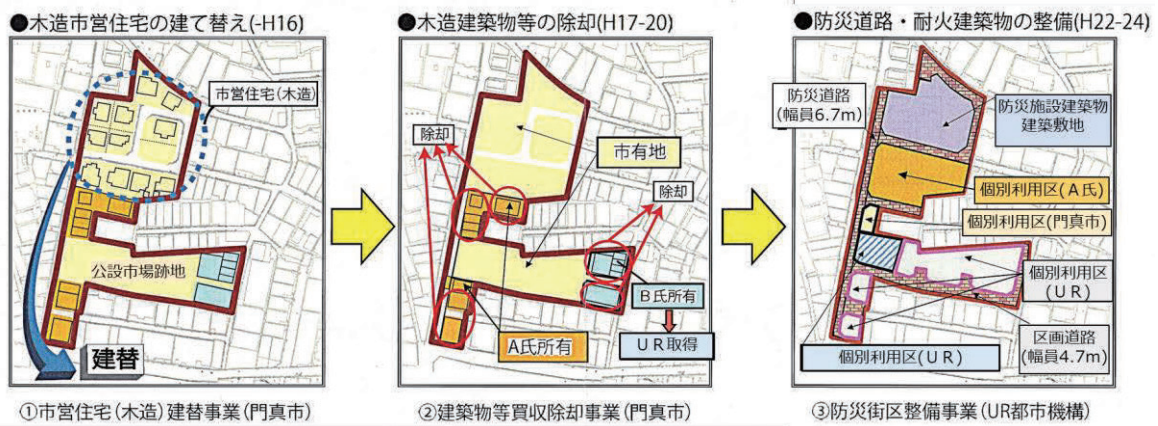 ●木造市営住宅の建て替え(-H16)
市営住宅(木造)
公設市場跡地
建替
①市営住宅(木造)建替事業(門真市)
●木造建築物等の除却(H17-20)
除却
市有地
除却
B氏所有
UR取得
A氏所有
②建築物等買収除却事業(門真市)
●防災道路・耐火建築物の整備(H22-24)
防災道路
(幅員6.7m)
防災施設建築物
建築敷地
個別利用区(A氏)
個別利用区(門真市)
個別利用区
(UR)
区画道路
(幅員4.7m)
個別利用区(UR)
③防災街区整備事業(UR都市機構)